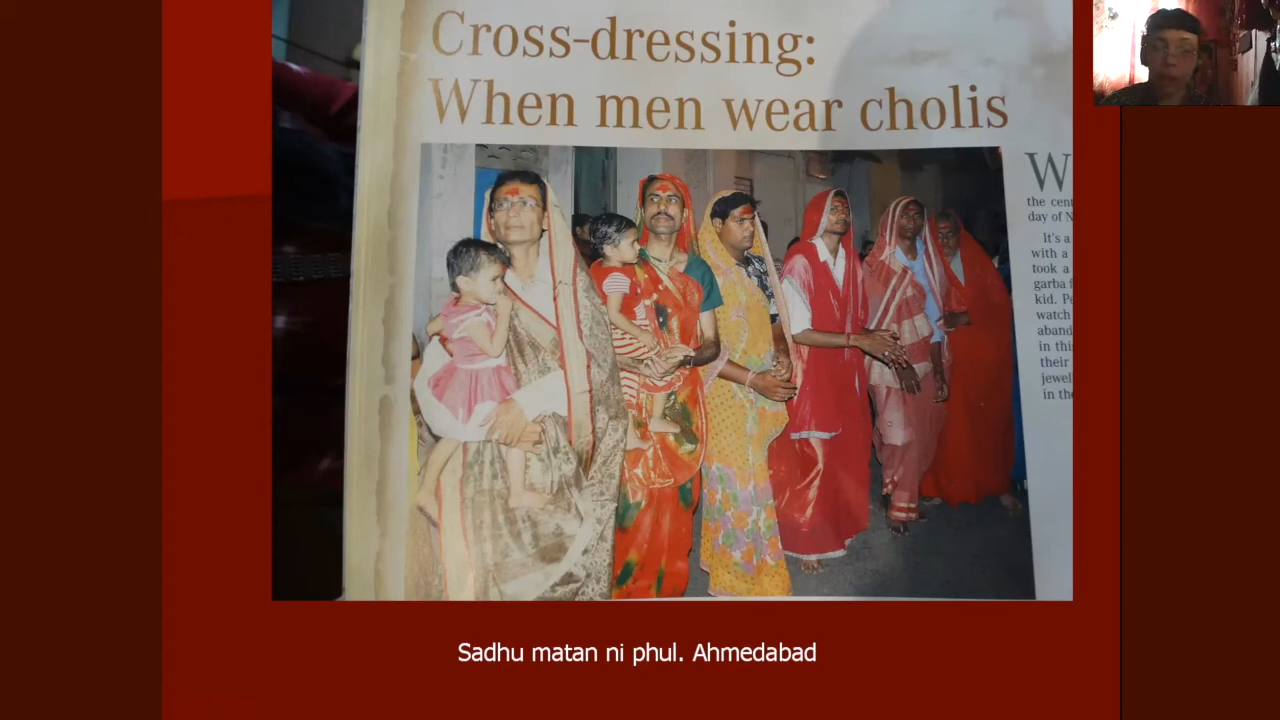 Cross-dressing:
When men wear cholis
W
the cent
day of N
It's a
with a
took a
garba f
kid. Pe
watch
aband
in this
their
jewel
in the
Sadhu matan ni phul. Ahmedabad